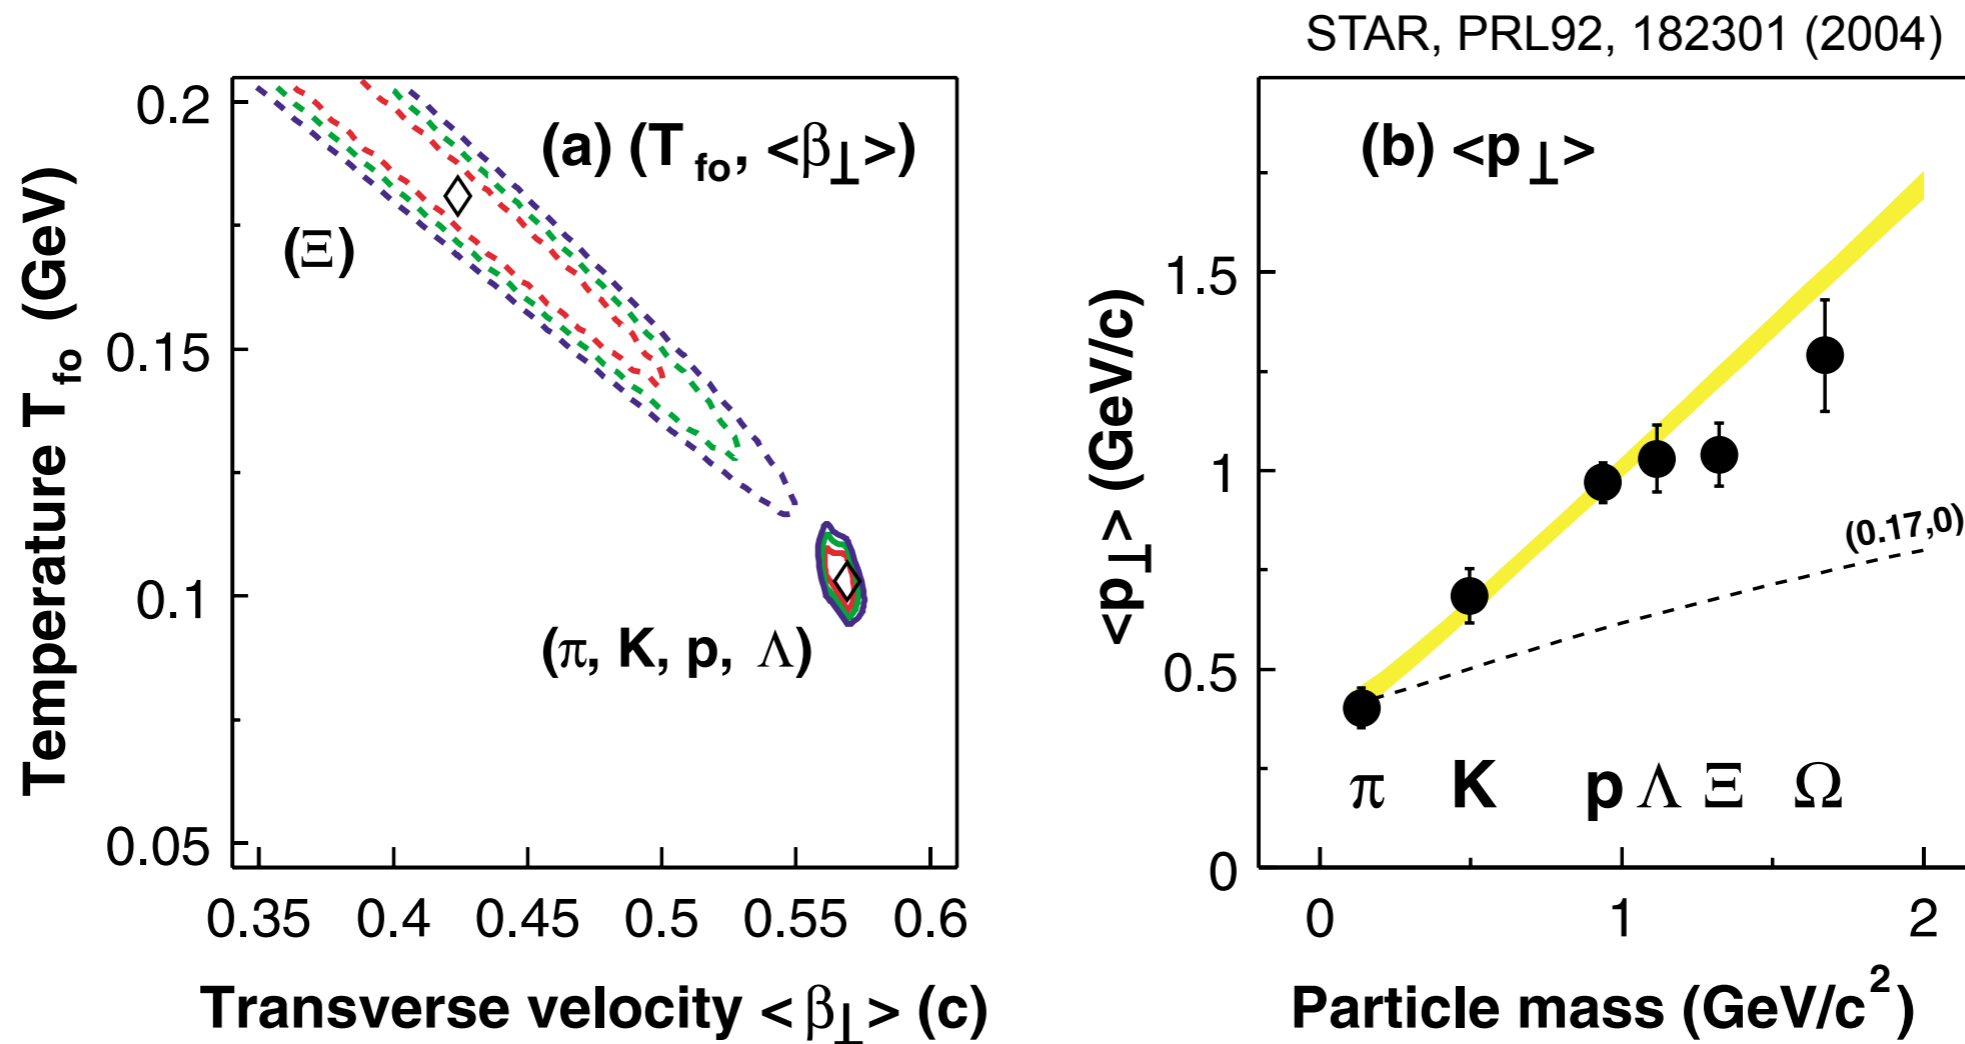 STAR, PRL92, 182301 (2004)
(a) (T fo, <β⊥>)
(Ξ)
(π, K, p, Λ)
0.2
0.15
0.1
0.05
Temperature T fo (GeV)
0.35 0.4 0.45 0.5 0.55 0.6
Transverse velocity <β⊥> (c)
(b) <p⊥>
1.5
1
0.5
0
<p⊥> (GeV/c)
(0.17,0)
π K p Λ Ξ Ω
0 1 2
Particle mass (GeV/c²)